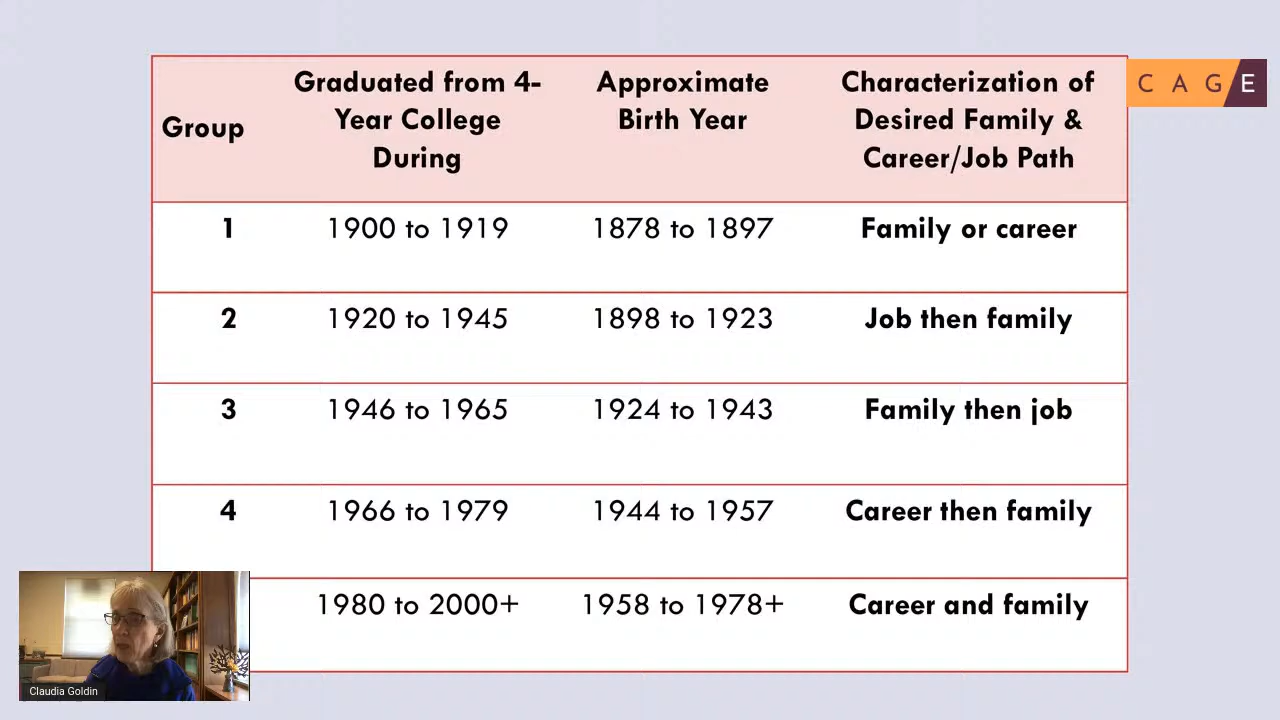 Graduated from 4-
Year College
During
Approximate
Birth Year
Characterization of
Desired Family &
Career/Job Path
Group
C A G E
1 1900 to 1919 1878 to 1897 Family or career
2 1920 to 1945 1898 to 1923 Job then family
3 1946 to 1965 1924 to 1943 Family then job
4 1966 to 1979 1944 to 1957 Career then family
1980 to 2000+ 1958 to 1978+ Career and family
Claudia Goldin